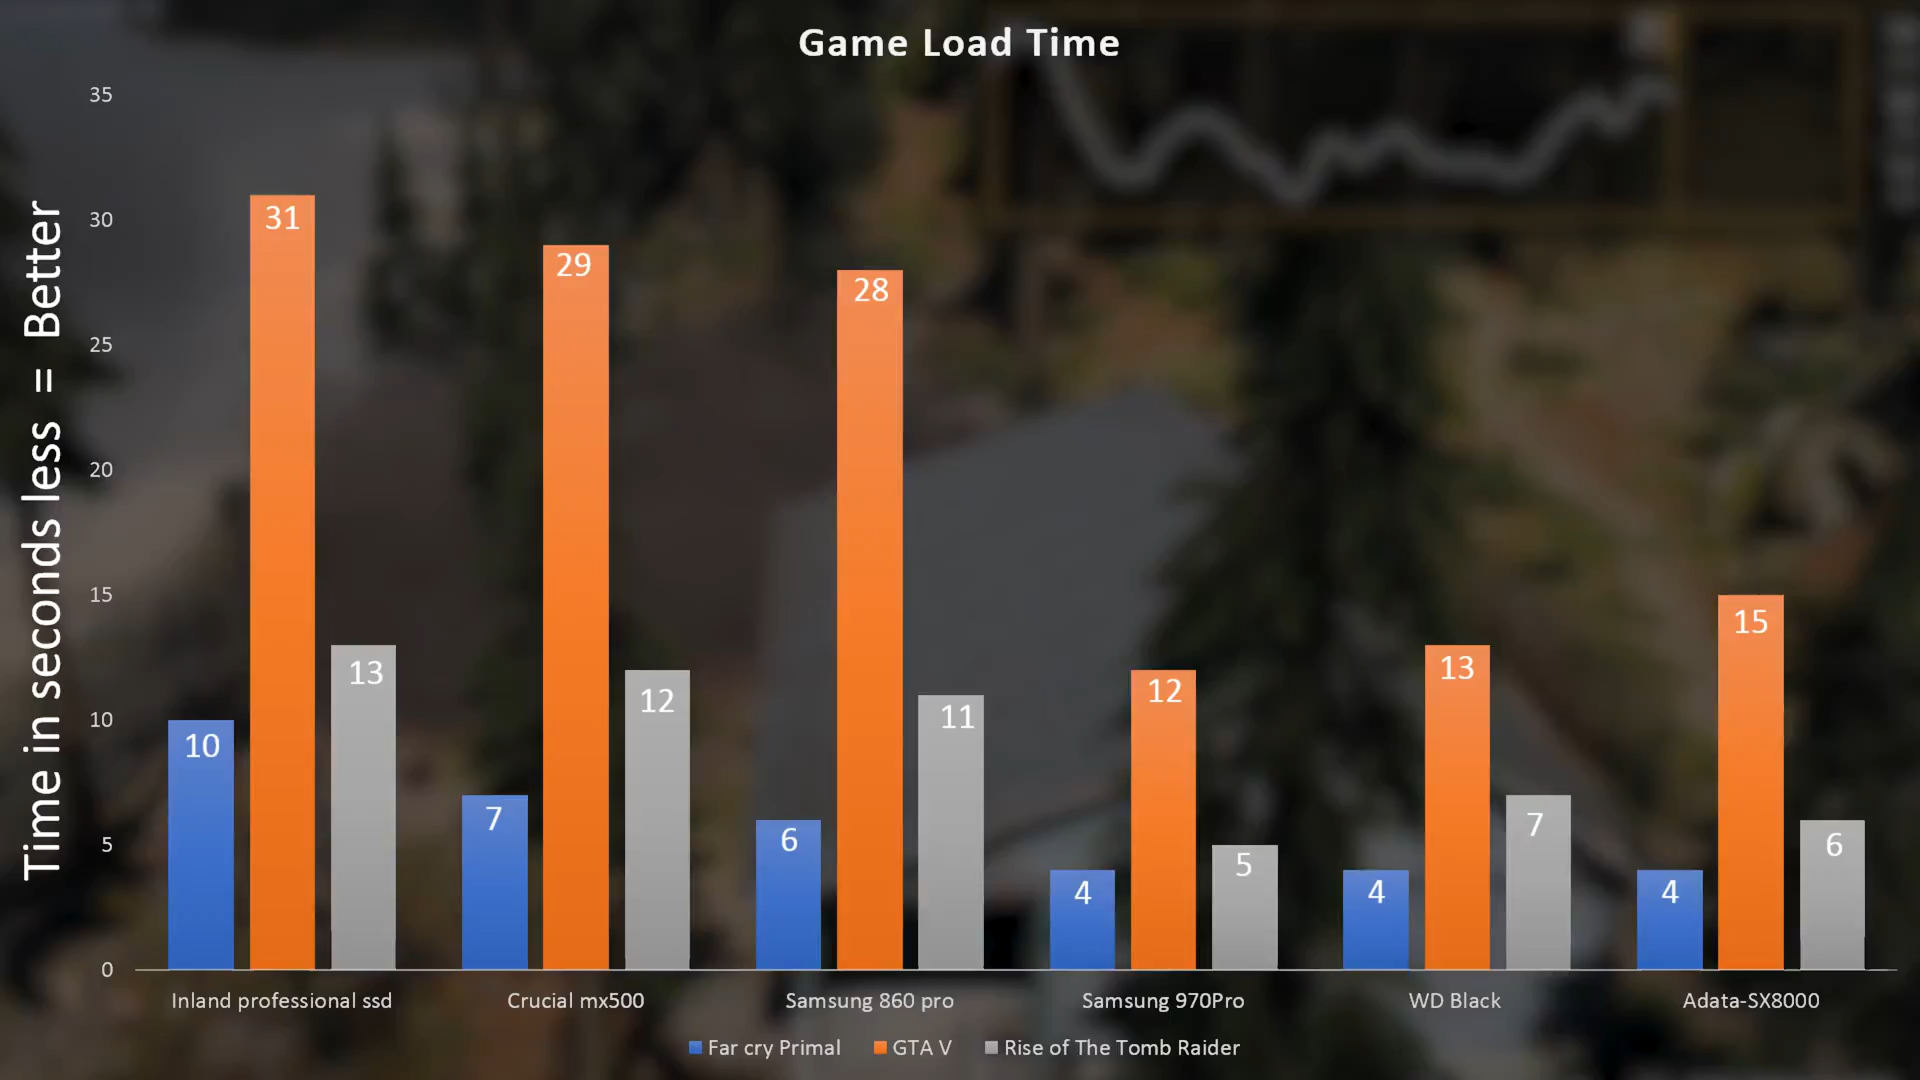 Game Load Time
Time in seconds less = Better
35
30
25
20
15
10
5
0
10
31
13
7
29
12
6
28
11
4
12
5
4
13
7
4
15
6
Inland professional ssd
Crucial mx500
Samsung 860 pro
Samsung 970Pro
WD Black
Adata-SX8000
Far cry Primal
GTA V
Rise of The Tomb Raider